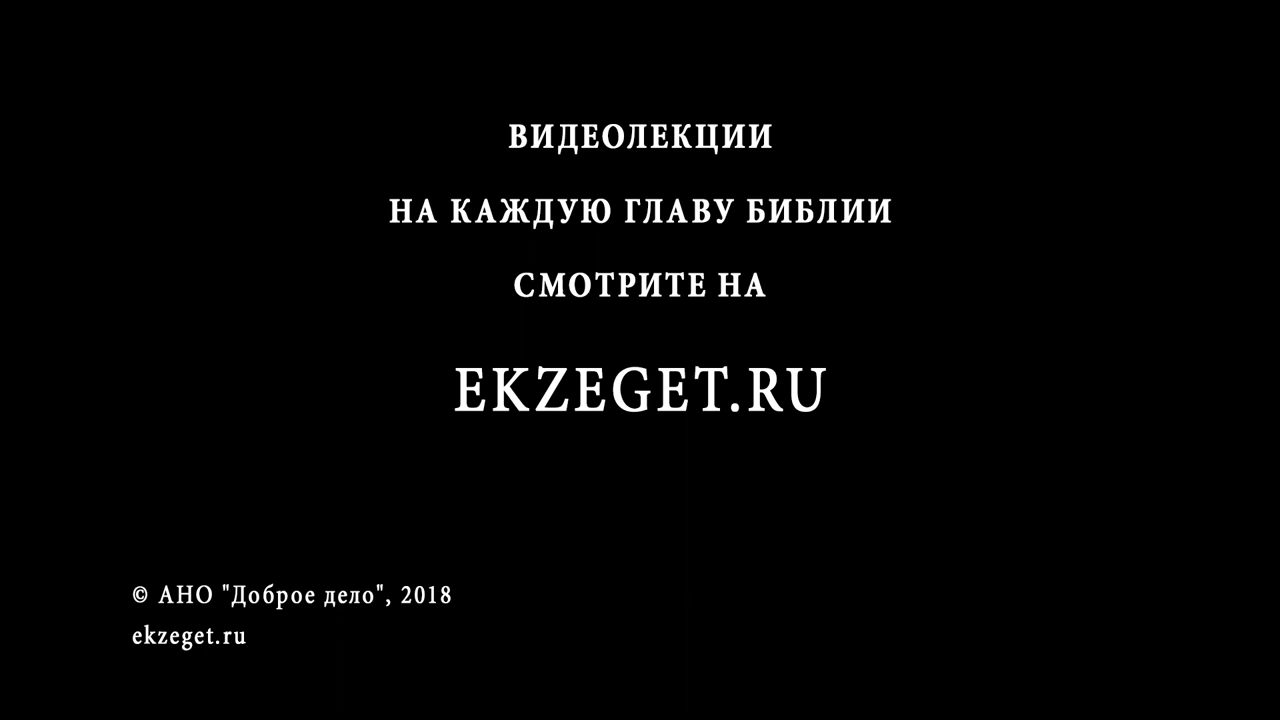 ВИДЕОЛЕКЦИИ
НА КАЖДУЮ ГЛАВУ БИБЛИИ
СМОТРИТЕ НА
EKZEGET.RU
© АНО "Доброе дело", 2018
ekzeget.ru